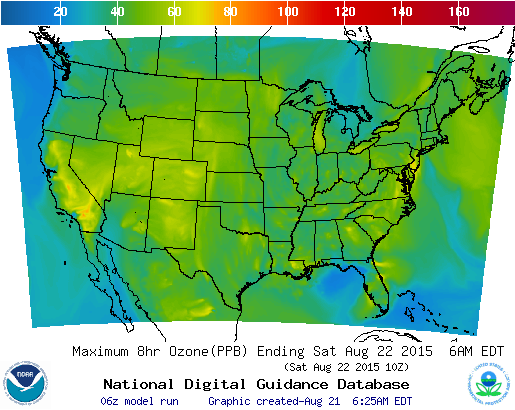 20 40 60 80 100 120 140 160
Maximum 8hr Ozone(PPB) Ending Sat Aug 22 2015 6AM EDT
(Sat Aug 22 2015 10Z)
National Digital Guidance Database
06z model run Graphic created-Aug 21 6:25AM EDT
NOAA